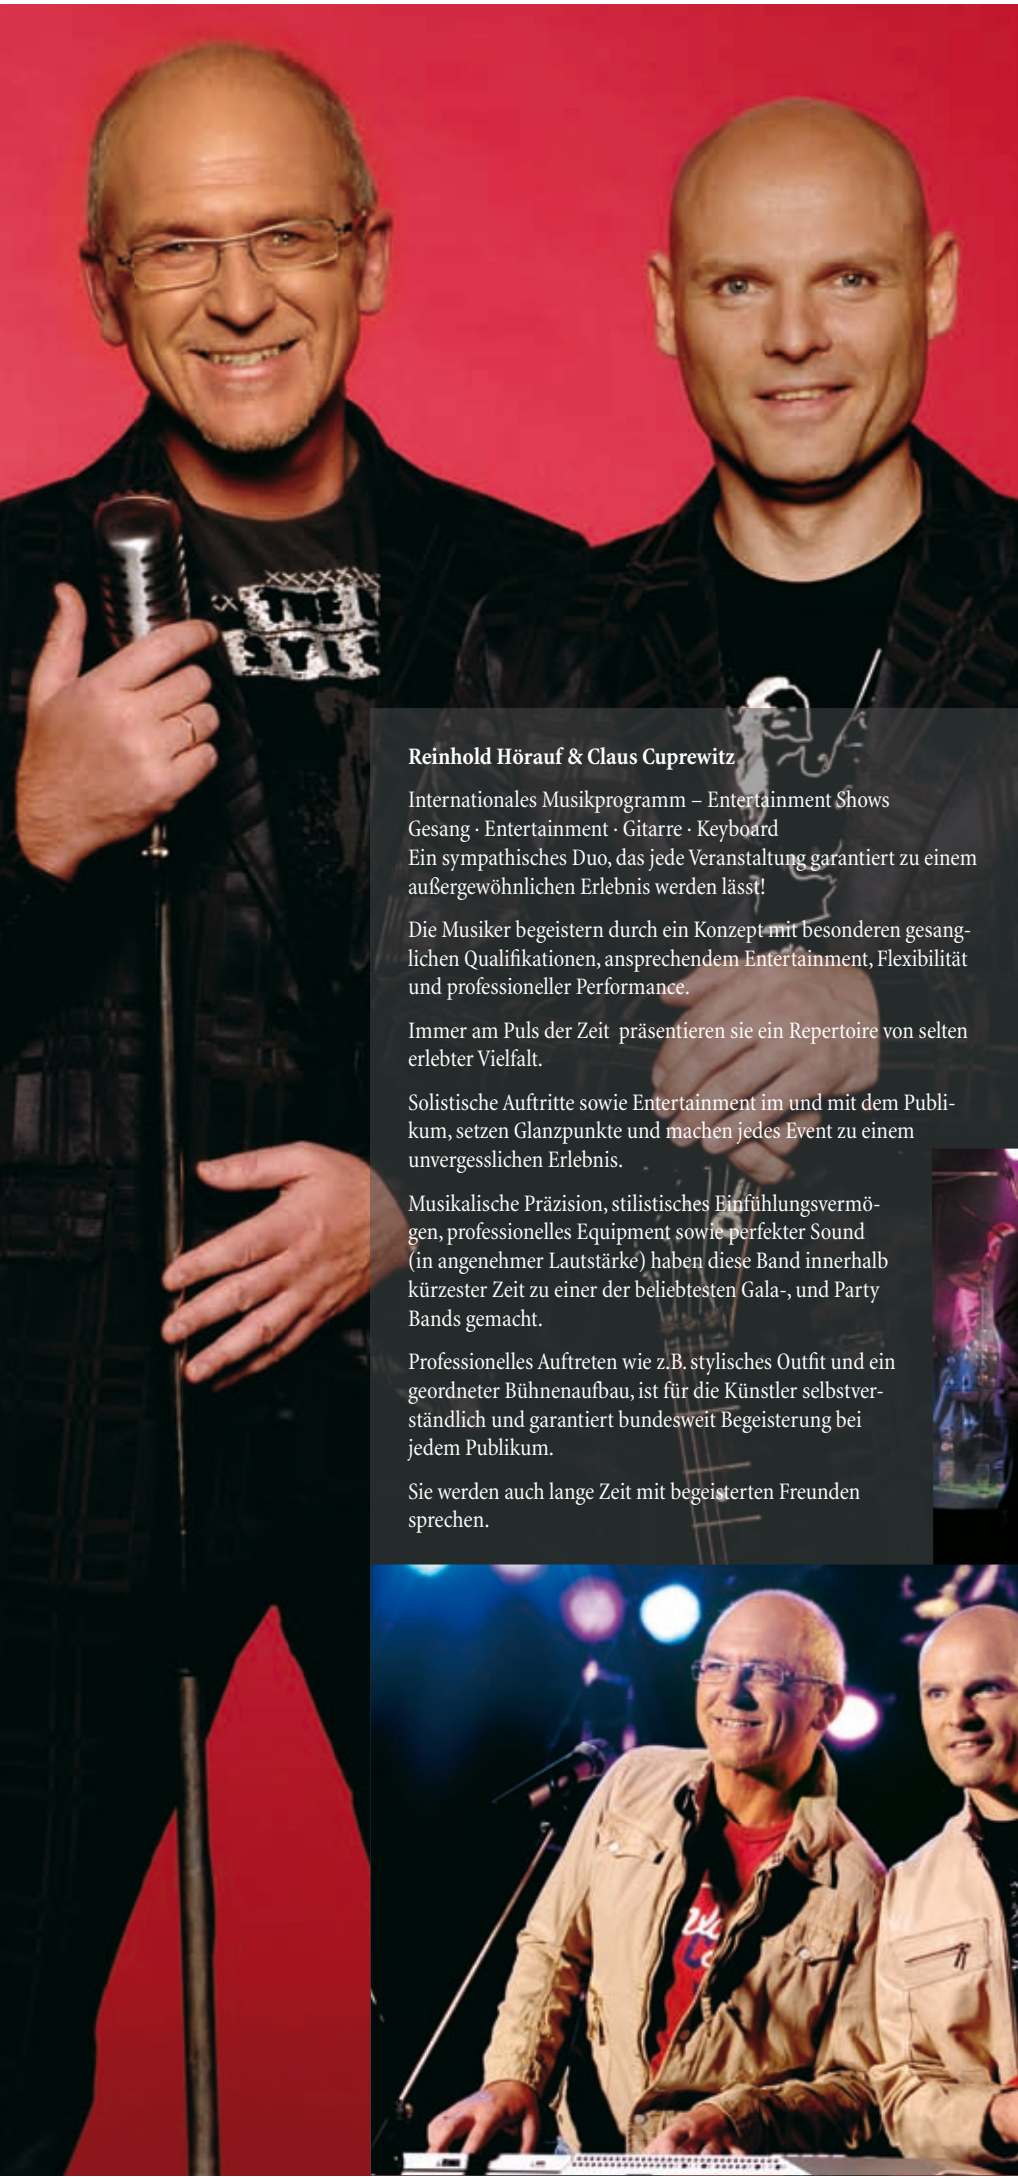 Reinhold Hörauf & Claus Cuprewitz
Internationales Musikprogramm – Entertainment Shows
Gesang · Entertainment · Gitarre · Keyboard
Ein sympathisches Duo, das jede Veranstaltung garantiert zu einem
außergewöhnlichen Erlebnis werden lässt!
Die Musiker begeistern durch ein Konzept mit besonderen gesang-
lichen Qualifikationen, ansprechendem Entertainment, Flexibilität
und professioneller Performance.
Immer am Puls der Zeit  präsentieren sie ein Repertoire von selten
erlebter Vielfalt.
Solistische Auftritte sowie Entertainment im und mit dem Publi-
kum, setzen Glanzpunkte und machen jedes Event zu einem
unvergesslichen Erlebnis.
Musikalische Präzision, stilistisches Einfühlungsvermö-
gen, professionelles Equipment sowie perfekter Sound
(in angenehmer Lautstärke) haben diese Band innerhalb
kürzester Zeit zu einer der beliebtesten Gala-, und Party
Bands gemacht.
Professionelles Auftreten wie z.B. stylisches Outfit und ein
geordneter Bühnenaufbau, ist für die Künstler selbstver-
ständlich und garantiert bundesweit Begeisterung bei
jedem Publikum.
Sie werden auch lange Zeit mit begeisterten Freunden
sprechen.